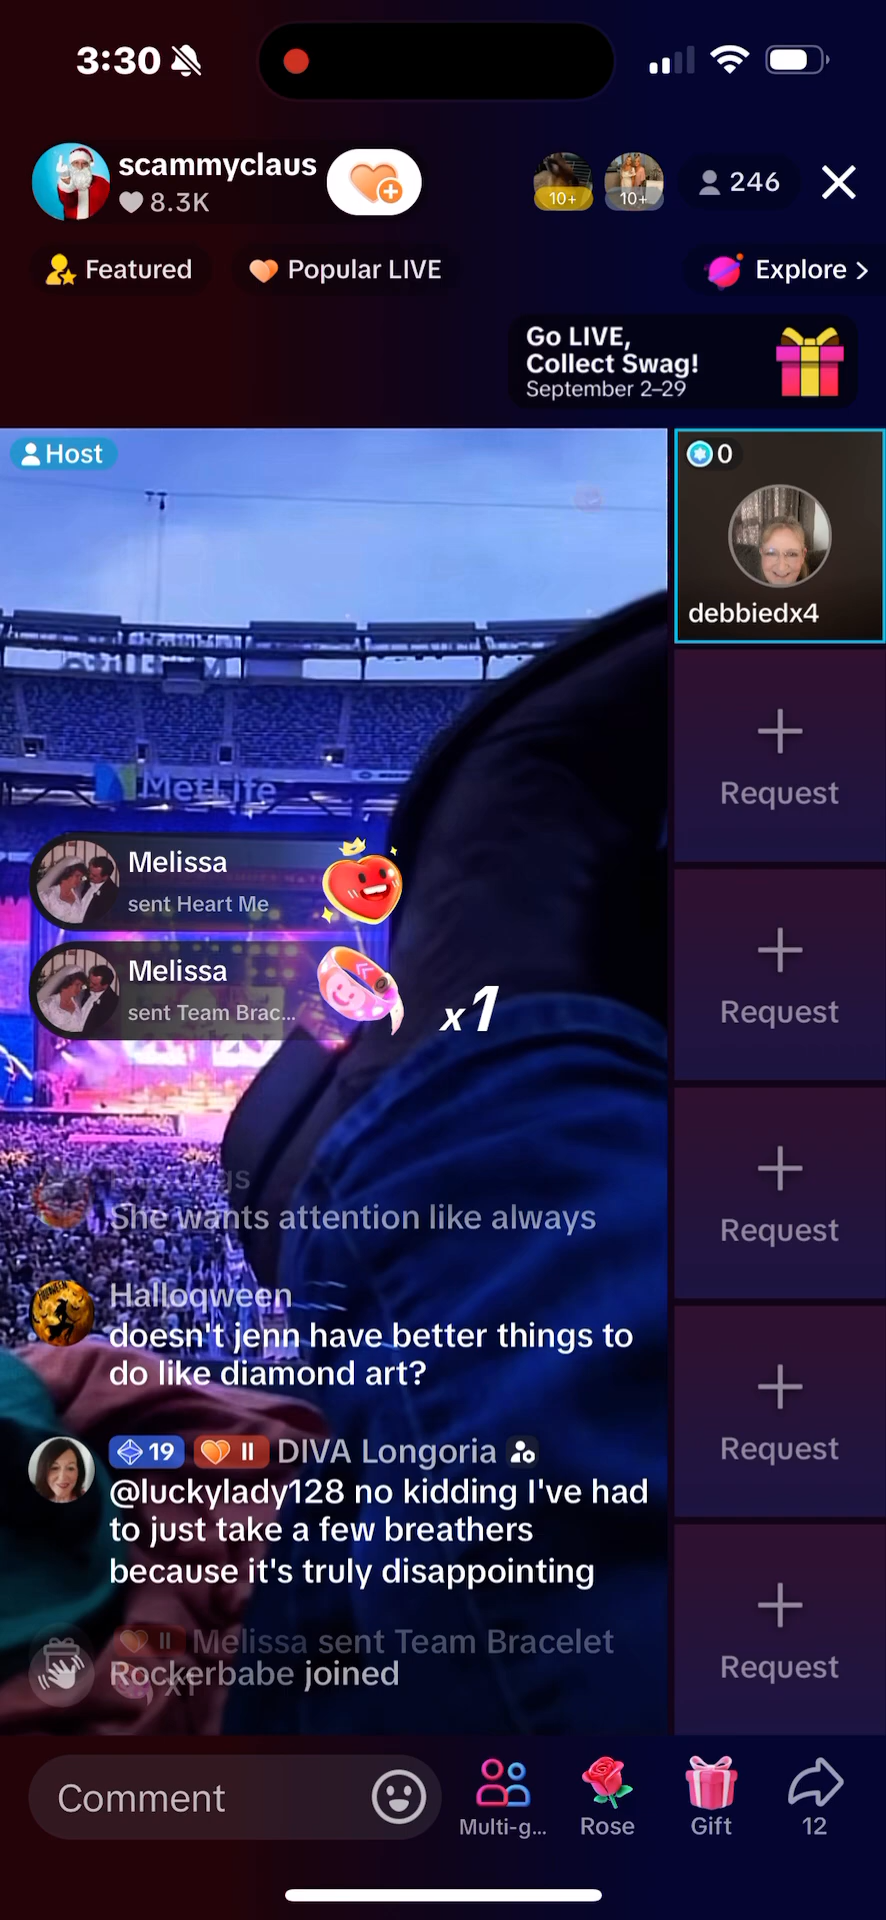 3:30
scammyclaus
8.3K
10+
10+
246
Featured
Popular LIVE
Explore >
Go LIVE,
Collect Swag!
September 2–29
Host
0
debbiedx4
MetLife
Request
Melissa
sent Heart Me
Melissa
sent Team Brac...
x1
Request
She wants attention like always
Request
Halloqween
doesn't jenn have better things to
do like diamond art?
Request
19
II
DIVA Longoria
@luckylady128 no kidding I've had
to just take a few breathers
because it's truly disappointing
Request
II Melissa sent Team Bracelet
x1
Rockerbabe joined
Comment
Multi-g...
Rose
Gift
12